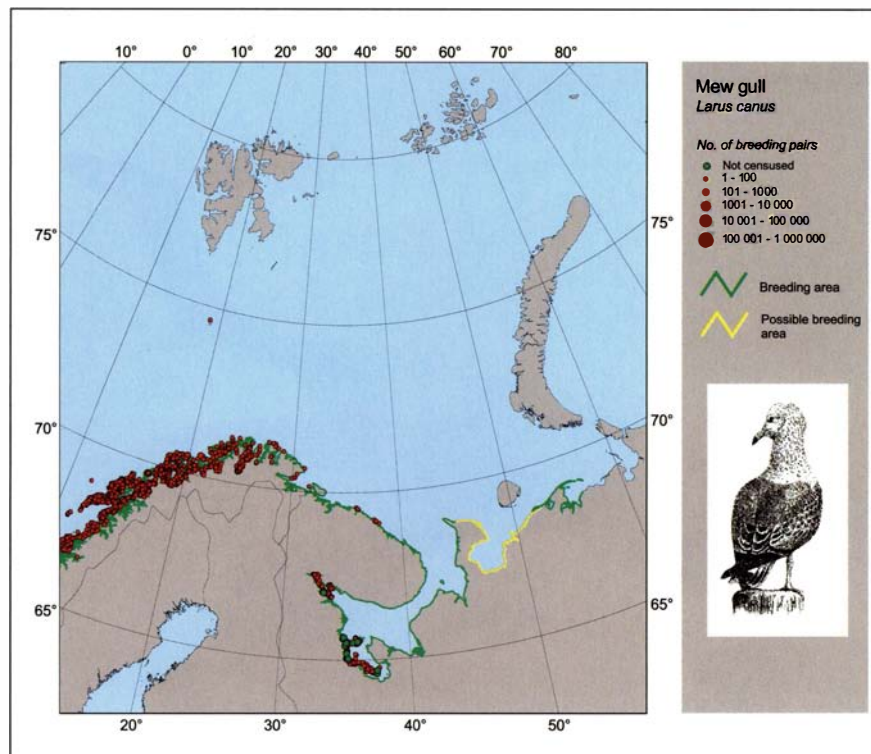 10° 0° 10° 20° 30° 40° 50° 60° 70° 80°
75° 75°
70° 70°
65° 65°
20° 30° 40° 50°
Mew gull
Larus canus
No. of breeding pairs
Not censused
1 - 100
101 - 1000
1001 - 10 000
10 001 - 100 000
100 001 - 1 000 000
Breeding area
Possible breeding
area